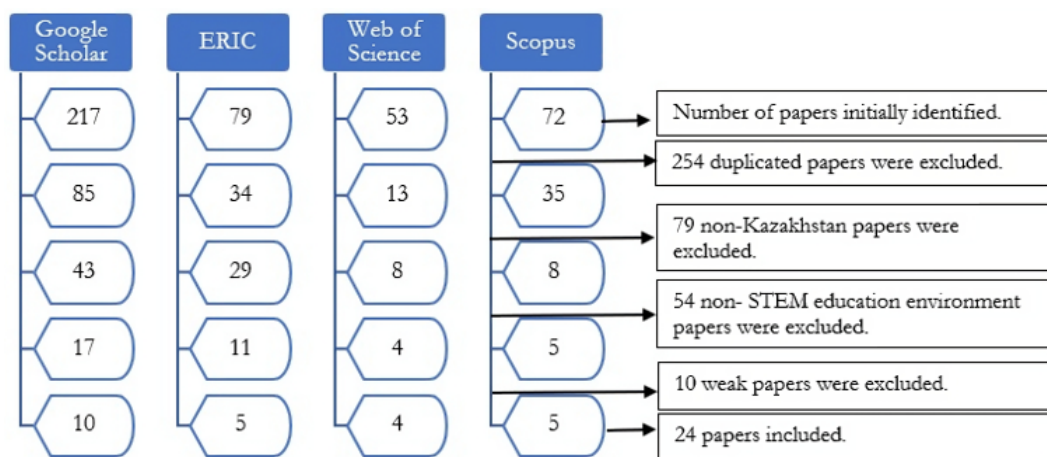 Google
Scholar
ERIC
Web of
Science
Scopus
217
79
53
72
Number of papers initially identified.
254 duplicated papers were excluded.
85
34
13
35
79 non-Kazakhstan papers were
excluded.
43
29
8
8
54 non- STEM education environment
papers were excluded.
17
11
4
5
10 weak papers were excluded.
10
5
4
5
24 papers included.